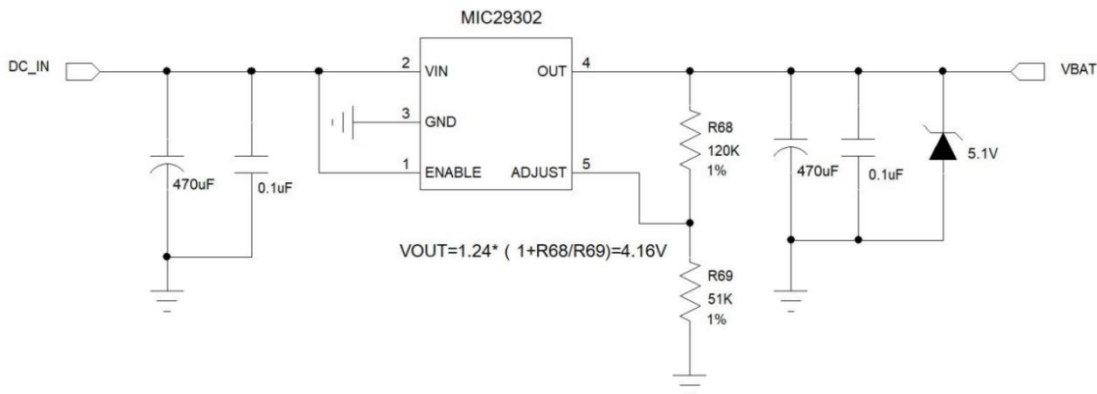 MIC29302
DC_IN
2
VIN
OUT
4
VBAT
3
GND
1
ENABLE
ADJUST
5
R68
120K
1%
470uF
0.1uF
470uF
0.1uF
5.1V
VOUT=1.24* ( 1+R68/R69)=4.16V
R69
51K
1%